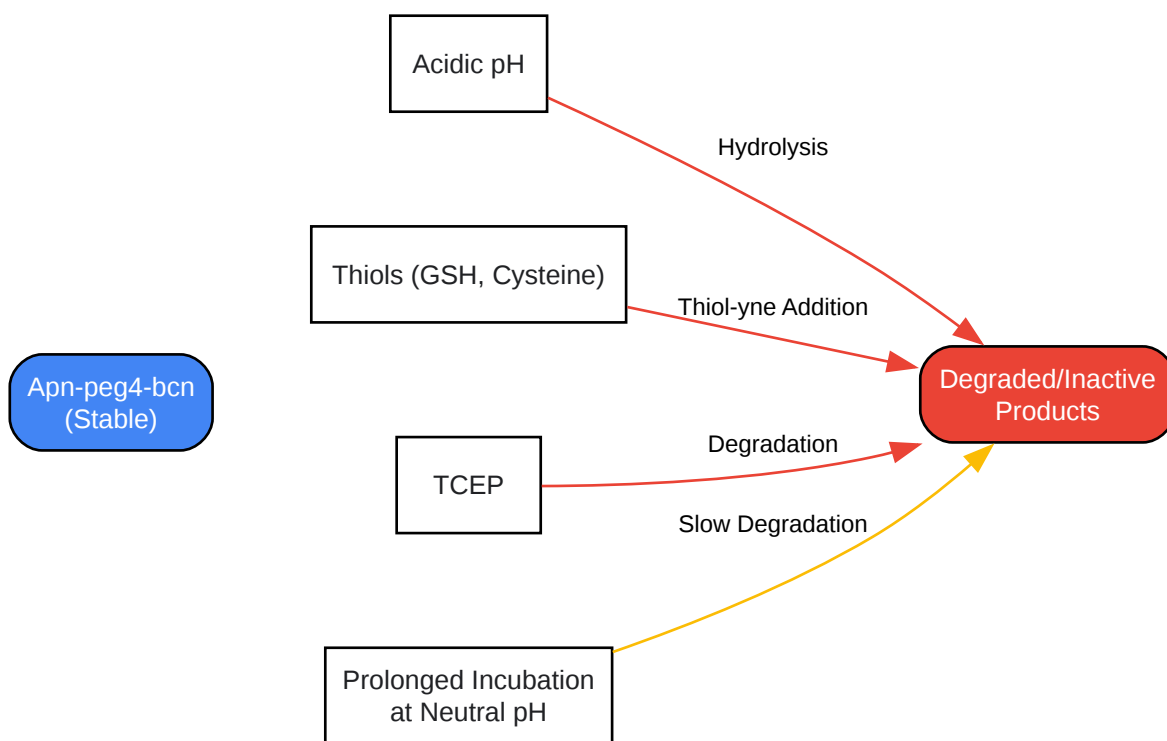 Acidic pH
Hydrolysis
Thiols (GSH, Cysteine)
Thiol-yne Addition
Apn-peg4-bcn
(Stable)
Degraded/Inactive
Products
Degradation
TCEP
Slow Degradation
Prolonged Incubation
at Neutral pH